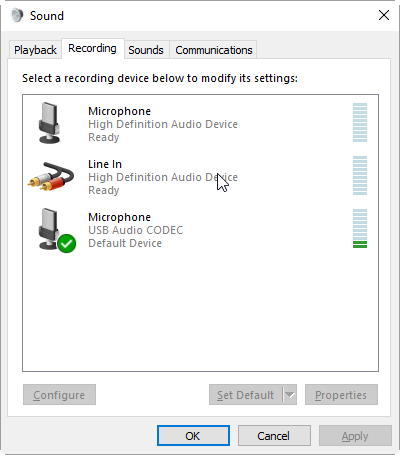 Sound
Playback Recording Sounds Communications
Select a recording device below to modify its settings:
Microphone
High Definition Audio Device
Ready
Line In
High Definition Audio Device
Ready
Microphone
USB Audio CODEC
Default Device
Configure Set Default Properties
OK Cancel Apply